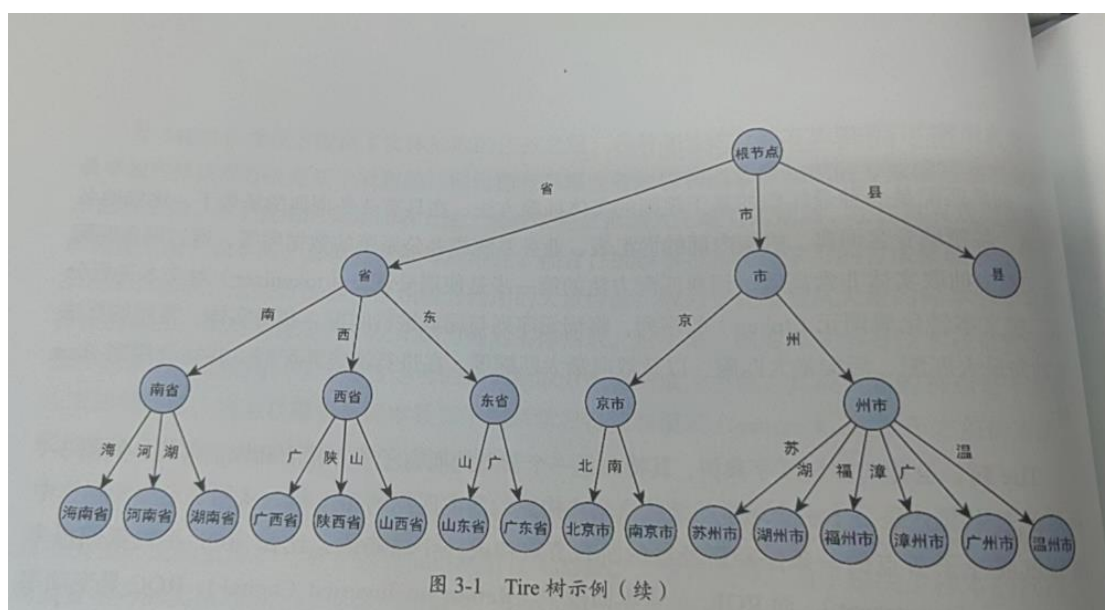 根节点
省 市 县
省 市 县
南 西 东 京 州
南省 西省 东省 京市 州市
海 河 湖 广 陕 山 山 广 北 南 苏 湖 福 漳 广 温
海南省 河南省 湖南省 广西省 陕西省 山西省 山东省 广东省 北京市 南京市 苏州市 湖州市 福州市 漳州市 广州市 温州市
图 3-1 Tire 树示例（续）